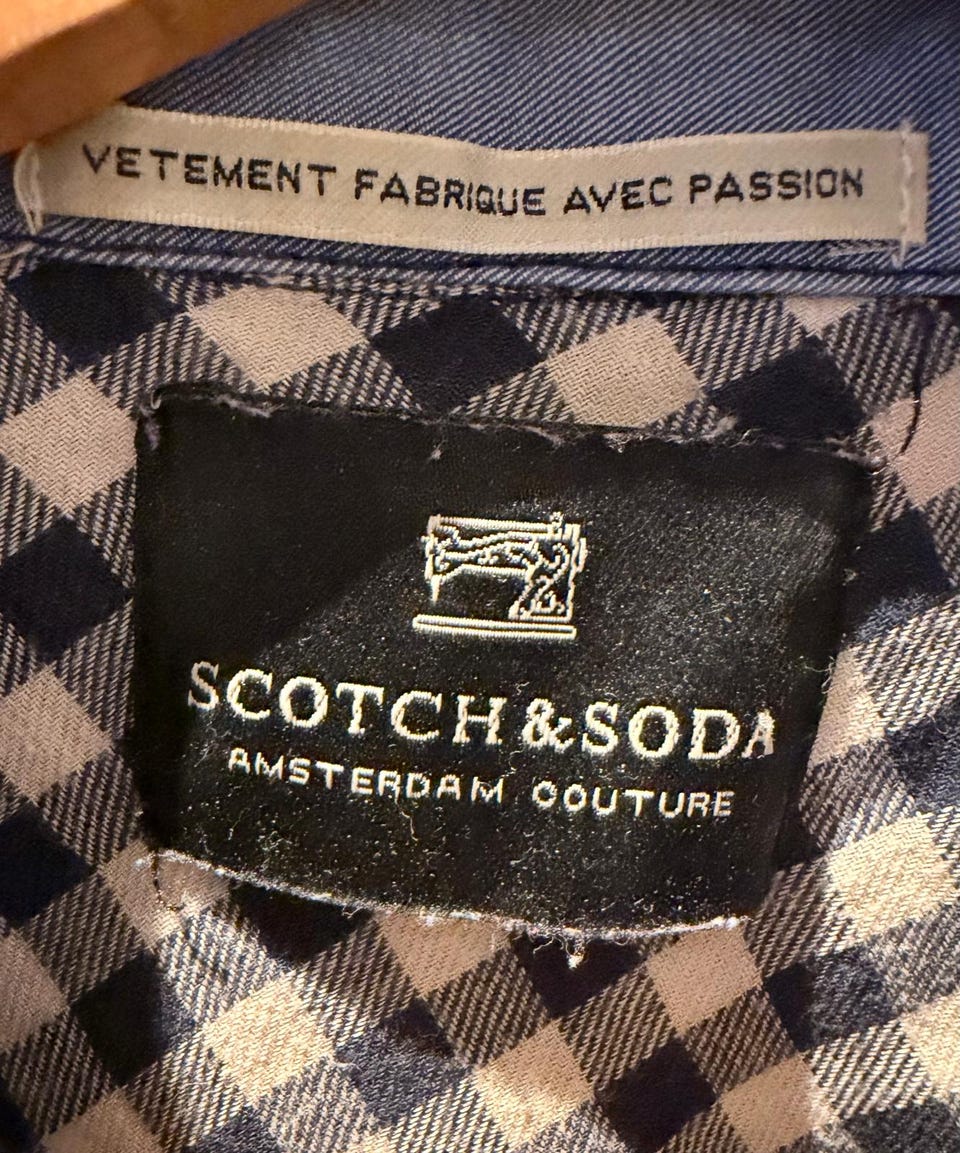 VETEMENT FABRIQUE AVEC PASSION
SCOTCH & SODA
AMSTERDAM COUTURE